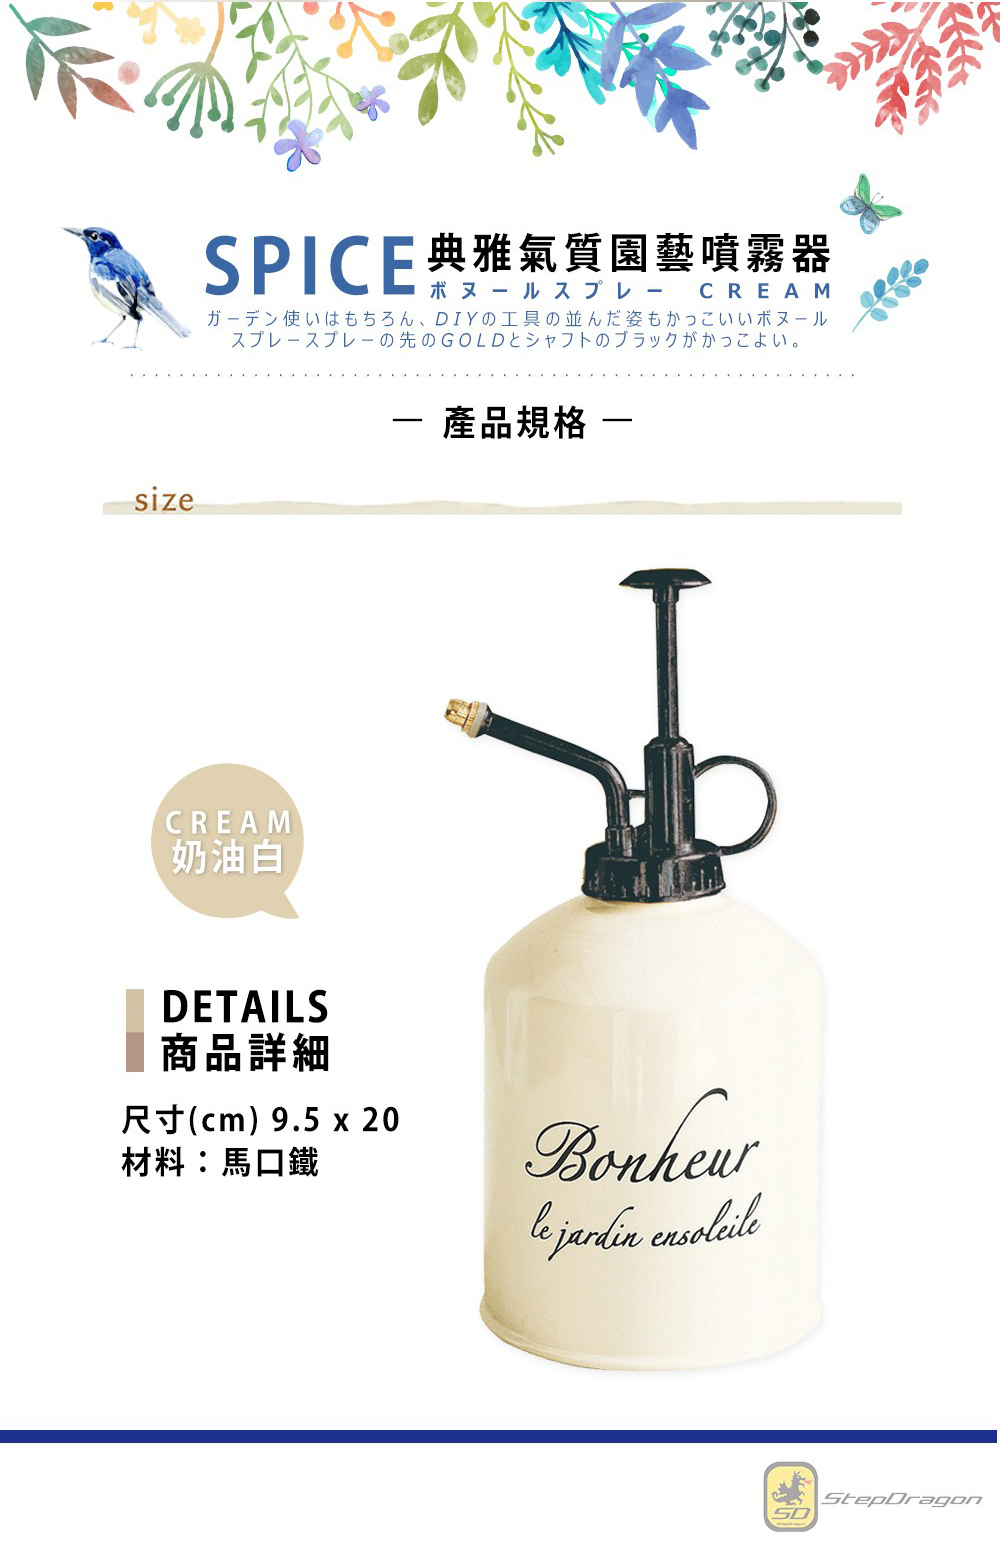 SPICE 典雅氣質園藝噴霧器
ボヌールスプレー CREAM
ガーデン使いはもちろん、DIYの工具の並んだ姿もかっこいいボヌール
スプレースプレーの先のGOLDとシャフトのブラックがかっこよい。
— 產品規格 —
size
CREAM
奶油白
DETAILS
商品詳細
尺寸(cm) 9.5 x 20
材料：馬口鐵
Bonheur
le jardin ensoleile
SD
StepDragon